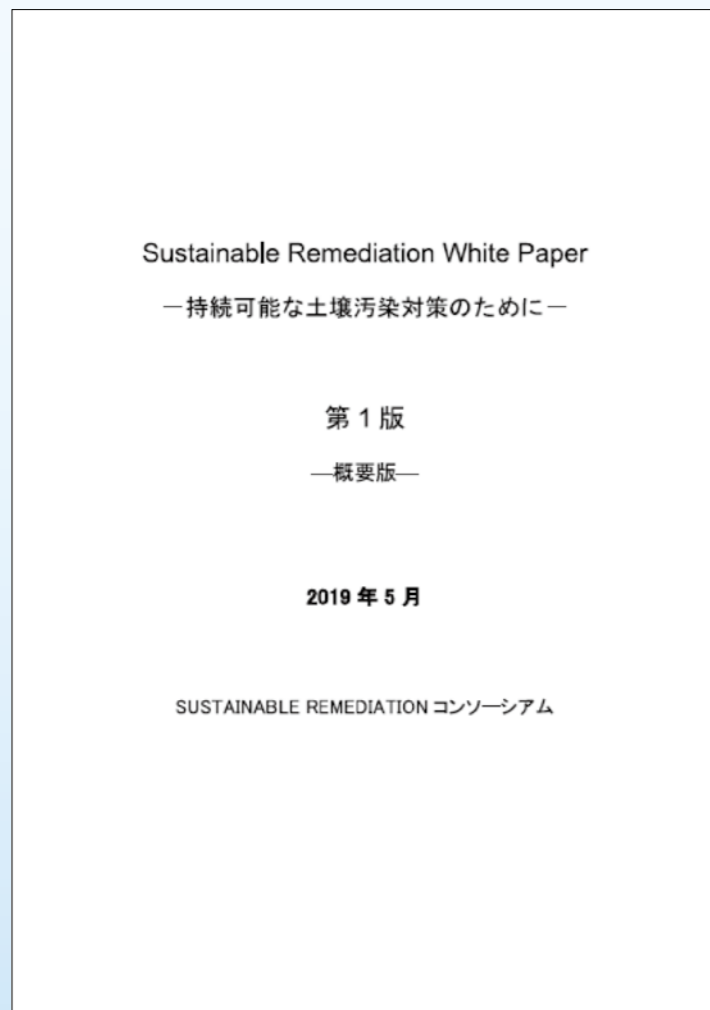 Sustainable Remediation White Paper
―持続可能な土壌汚染対策のために―
第 1 版
―概要版―
2019 年 5 月
SUSTAINABLE REMEDIATION コンソーシアム